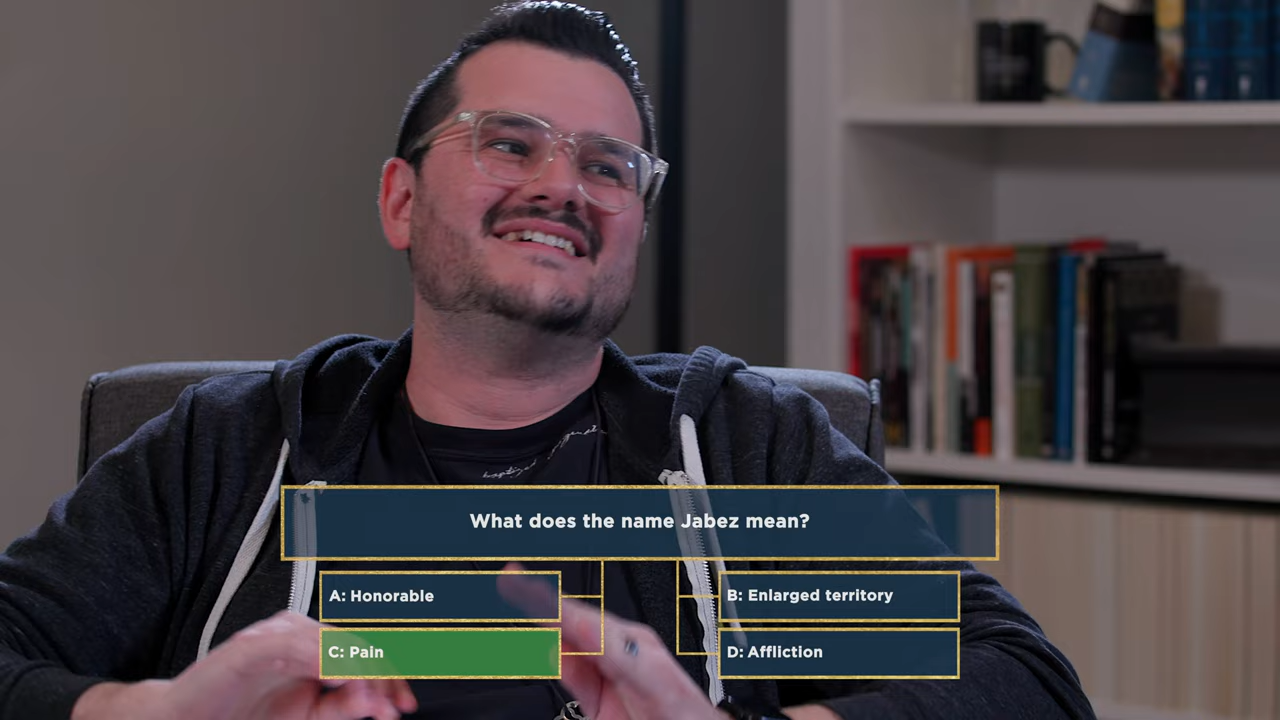 What does the name Jabez mean?
A: Honorable
B: Enlarged territory
C: Pain
D: Affliction